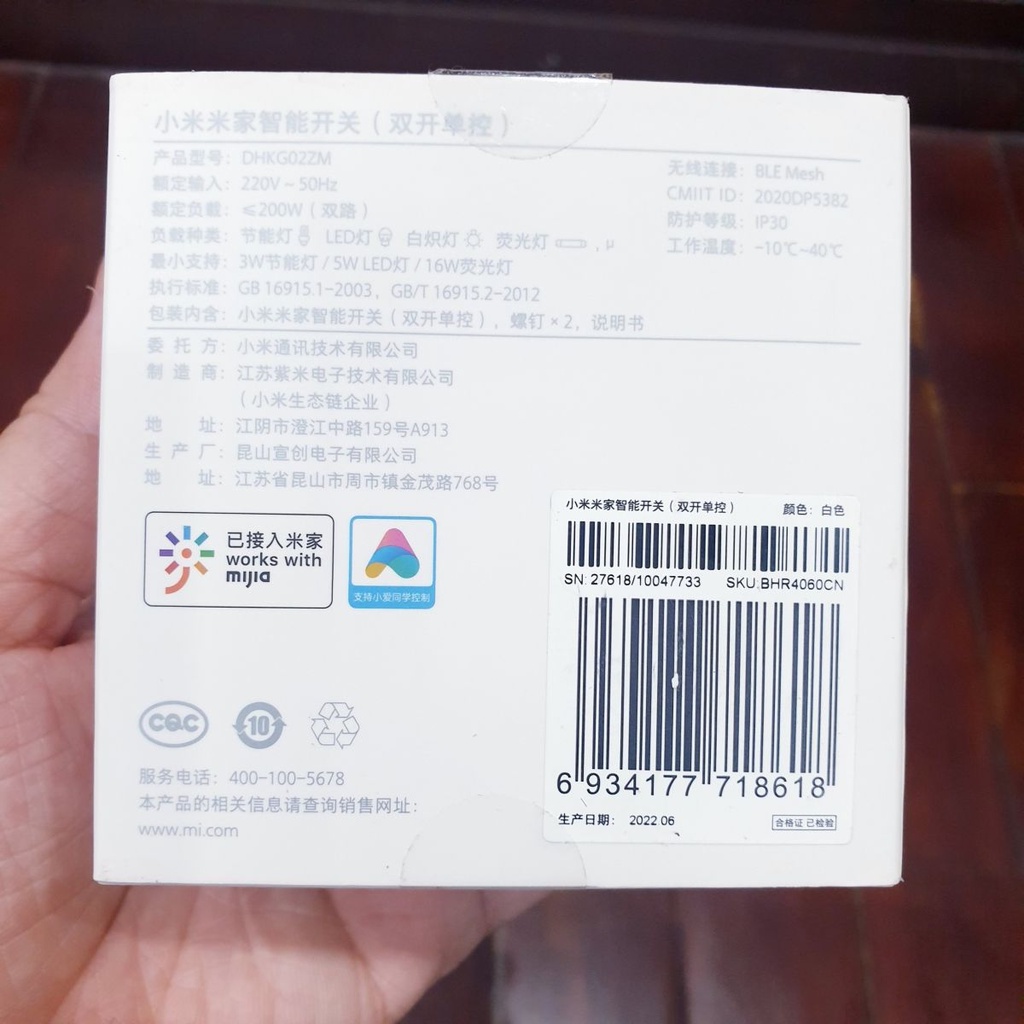 小米米家智能开关（双开单控）
产品型号：DHKG02ZM
额定输入：220V ~ 50Hz
额定负载：≤200W（双路）
负载种类：节能灯 LED灯 白炽灯 荧光灯 , μ
最小支持：3W节能灯 / 5W LED灯 / 16W荧光灯
执行标准：GB 16915.1-2003，GB/T 16915.2-2012
包装内含：小米米家智能开关（双开单控），螺钉 × 2，说明书
无线连接：BLE Mesh
CMIIT ID：2020DP5382
防护等级：IP30
工作温度：-10℃~40℃
委托方：小米通讯技术有限公司
制造商：江苏紫米电子技术有限公司
（小米生态链企业）
地址：江阴市澄江中路159号A913
生产厂：昆山宣创电子有限公司
地址：江苏省昆山市周市镇金茂路768号
已接入米家
works with
mijia
支持小爱同学控制
CQC
10
服务电话：400-100-5678
本产品的相关信息请查询销售网址：
www.mi.com
小米米家智能开关（双开单控） 颜色：白色
SN: 27618/10047733 SKU:BHR4060CN
6 934177 718618
生产日期： 2022 06 合格证 已检验